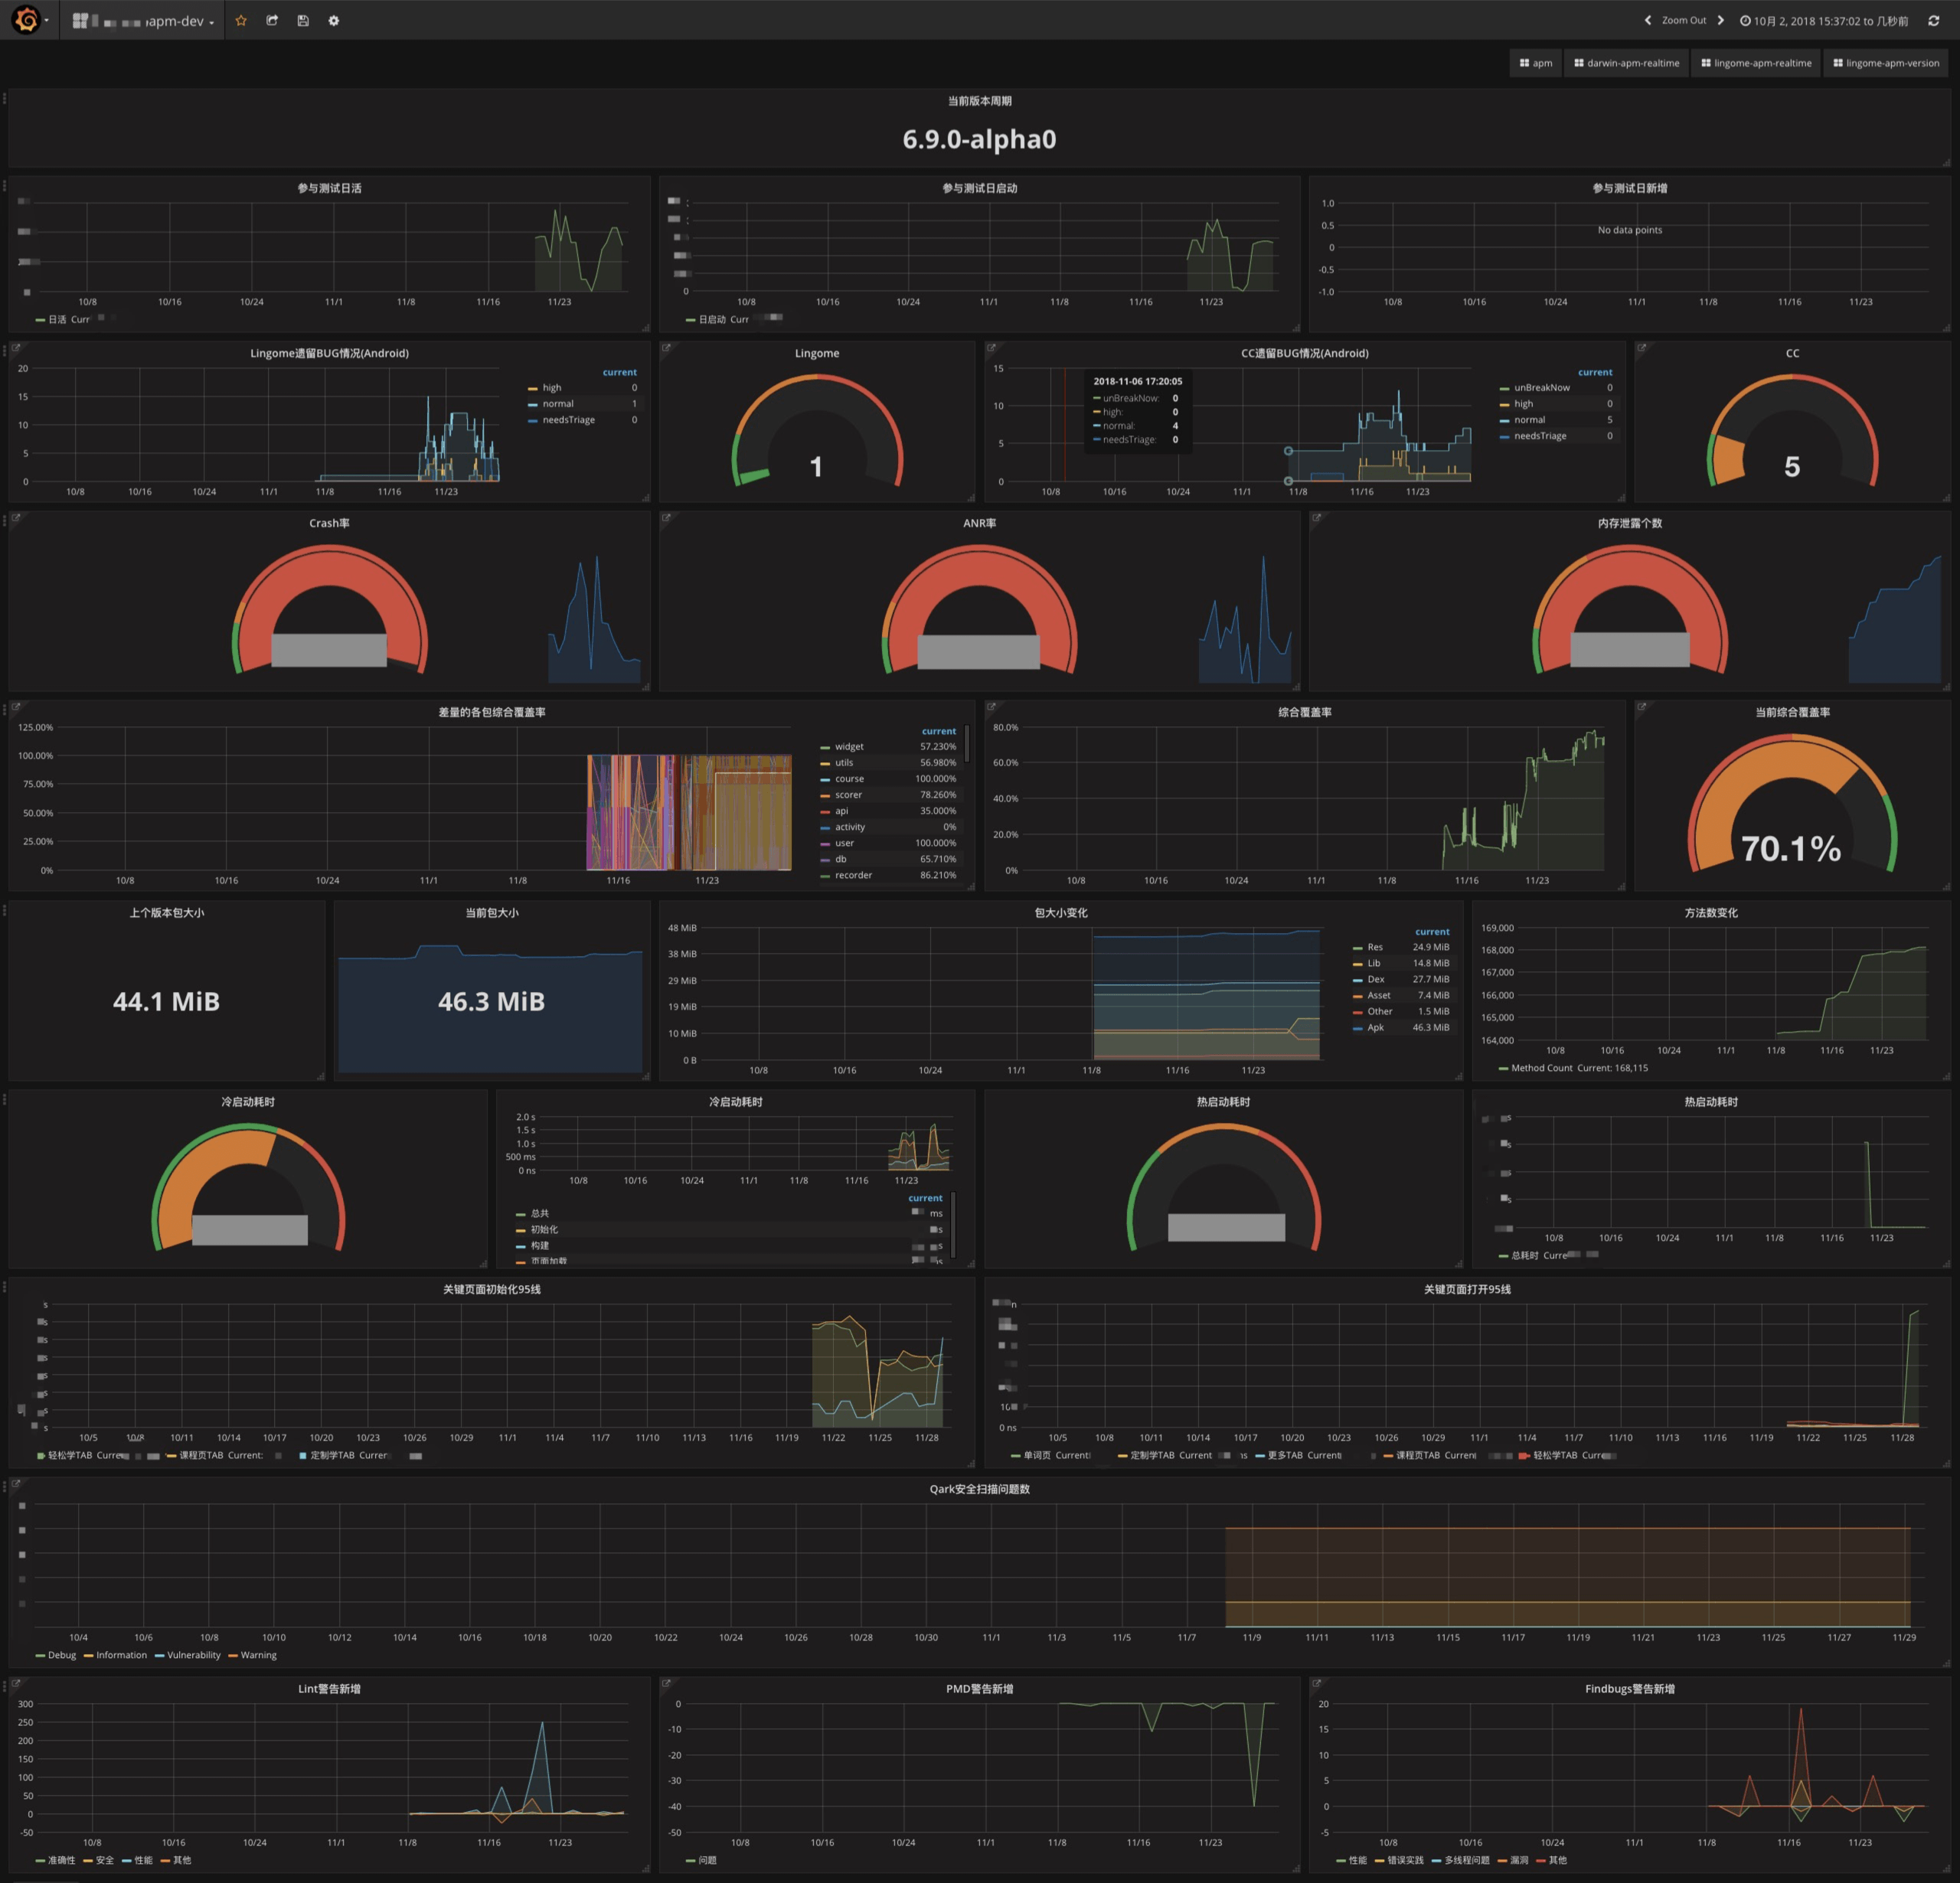 apm-dev
Zoom Out
10月 2, 2018 15:37:02 to 几秒前
apm
darwin-apm-realtime
lingome-apm-realtime
lingome-apm-version
当前版本周期
6.9.0-alpha0
参与测试日活
10/8 10/16 10/24 11/1 11/8 11/16 11/23
日活 Curr
参与测试日启动
0
10/8 10/16 10/24 11/1 11/8 11/16 11/23
日启动 Curr
参与测试日新增
1.0
0.5
No data points
0
-0.5
-1.0
10/8 10/16 10/24 11/1 11/8 11/16 11/23
Lingome遗留BUG情况(Android)
20
15
10
5
0
10/8 10/16 10/24 11/1 11/8 11/16 11/23
current
high 0
normal 1
needsTriage 0
Lingome
1
CC遗留BUG情况(Android)
15
10
5
0
2018-11-06 17:20:05
unBreakNow: 0
high: 0
normal: 4
needsTriage: 0
10/8 10/16 10/24 11/1 11/8 11/16 11/23
current
unBreakNow 0
high 0
normal 5
needsTriage 0
CC
5
Crash率
ANR率
内存泄露个数
差量的各包综合覆盖率
125.00%
100.00%
75.00%
50.00%
25.00%
0%
10/8 10/16 10/24 11/1 11/8 11/16 11/23
current
widget 57.230%
utils 56.980%
course 100.000%
scorer 78.260%
api 35.000%
activity 0%
user 100.000%
db 65.710%
recorder 86.210%
综合覆盖率
80.0%
60.0%
40.0%
20.0%
0%
10/8 10/16 10/24 11/1 11/8 11/16 11/23
当前综合覆盖率
70.1%
上个版本包大小
44.1 MiB
当前包大小
46.3 MiB
包大小变化
48 MiB
38 MiB
29 MiB
19 MiB
10 MiB
0 B
10/8 10/16 10/24 11/1 11/8 11/16 11/23
current
Res 24.9 MiB
Lib 14.8 MiB
Dex 27.7 MiB
Asset 7.4 MiB
Other 1.5 MiB
Apk 46.3 MiB
方法数变化
169,000
168,000
167,000
166,000
165,000
164,000
10/8 10/16 10/24 11/1 11/8 11/16 11/23
Method Count Current: 168,115
冷启动耗时
冷启动耗时
2.0 s
1.5 s
1.0 s
500 ms
0 ns
10/8 10/16 10/24 11/1 11/8 11/16 11/23
current
总共 ms
初始化 s
构建 s
页面加载 s
热启动耗时
热启动耗时
s
s
s
s
10/8 10/16 10/24 11/1 11/8 11/16 11/23
总耗时 Curre
关键页面初始化95线
s
s
s
s
s
s
s
s
10/5 10/8 10/11 10/14 10/17 10/20 10/23 10/26 10/29 11/1 11/4 11/7 11/10 11/13 11/16 11/19 11/22 11/25 11/28
轻松学TAB Curre 课程页TAB Current: 定制学TAB Curren
关键页面打开95线
0 ns
10/5 10/8 10/11 10/14 10/17 10/20 10/23 10/26 10/29 11/1 11/4 11/7 11/10 11/13 11/16 11/19 11/22 11/25 11/28
单词页 Current 定制学TAB Current 更多TAB Current 课程页TAB Current 轻松学TAB Curre
Qark安全扫描问题数
10/4 10/6 10/8 10/10 10/12 10/14 10/16 10/18 10/20 10/22 10/24 10/26 10/28 10/30 11/1 11/3 11/5 11/7 11/9 11/11 11/13 11/15 11/17 11/19 11/21 11/23 11/25 11/27 11/29
Debug Information Vulnerability Warning
Lint警告新增
300
250
200
150
100
50
0
-50
10/8 10/16 10/24 11/1 11/8 11/16 11/23
准确性 安全 性能 其他
PMD警告新增
0
-10
-20
-30
-40
-50
10/8 10/16 10/24 11/1 11/8 11/16 11/23
问题
Findbugs警告新增
20
15
10
5
0
-5
10/8 10/16 10/24 11/1 11/8 11/16 11/23
性能 错误实践 多线程问题 漏洞 其他